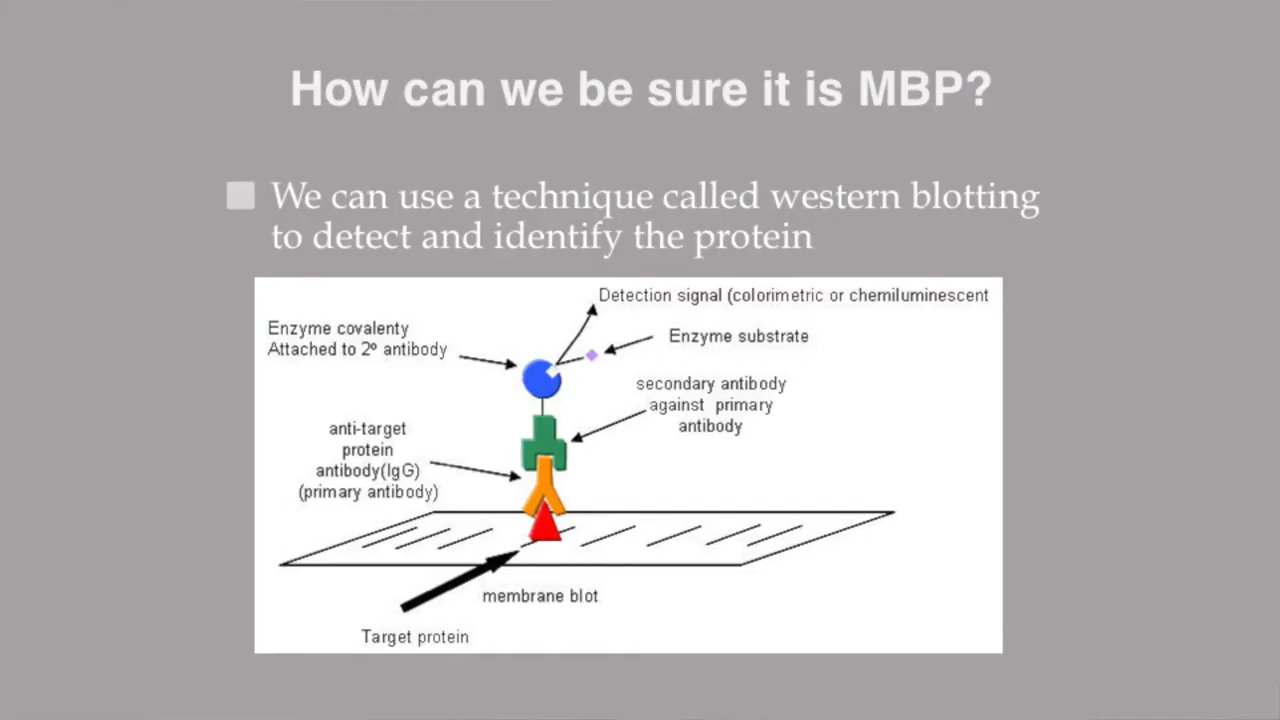 How can we be sure it is MBP?
We can use a technique called western blotting
to detect and identify the protein
Detection signal (colorimetric or chemiluminescent
Enzyme covalenty
Attached to 2º antibody
Enzyme substrate
secondary antibody
against primary
antibody
anti-target
protein
antibody(IgG)
(primary antibody)
membrane blot
Target protein